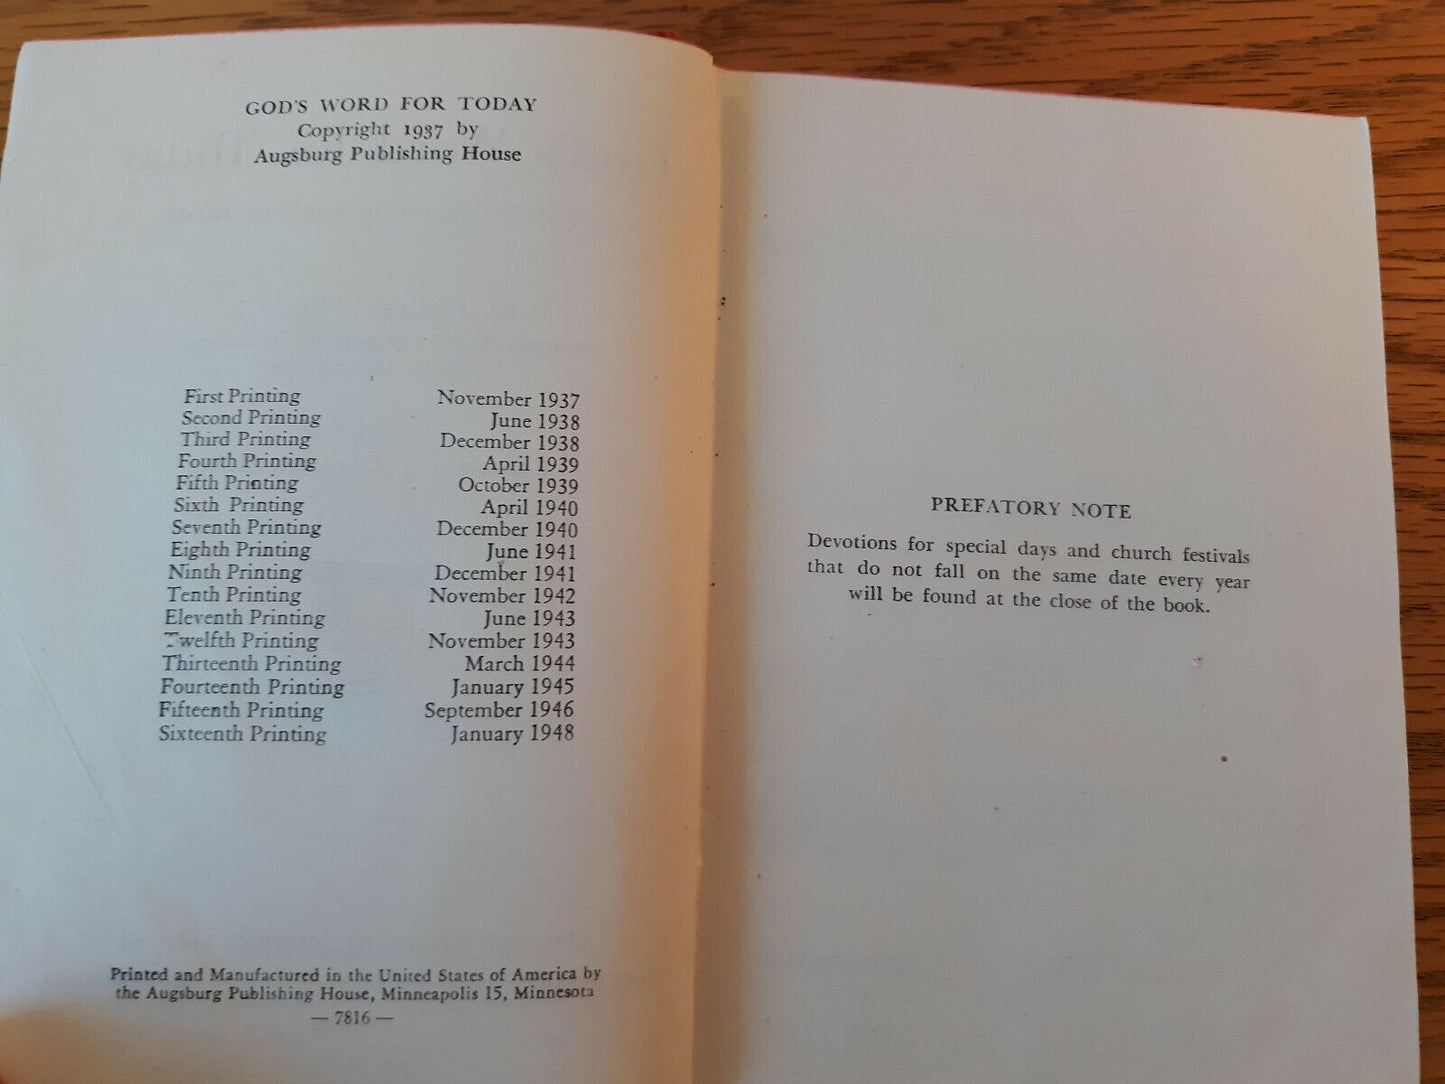 GOD'S WORD FOR TODAY
Copyright 1937 by
Augsburg Publishing House
First Printing November 1937
Second Printing June 1938
Third Printing December 1938
Fourth Printing April 1939
Fifth Printing October 1939
Sixth Printing April 1940
Seventh Printing December 1940
Eighth Printing June 1941
Ninth Printing December 1941
Tenth Printing November 1942
Eleventh Printing June 1943
Twelfth Printing November 1943
Thirteenth Printing March 1944
Fourteenth Printing January 1945
Fifteenth Printing September 1946
Sixteenth Printing January 1948
Printed and Manufactured in the United States of America by
the Augsburg Publishing House, Minneapolis 15, Minnesota
— 7816 —
PREFATORY NOTE
Devotions for special days and church festivals
that do not fall on the same date every year
will be found at the close of the book.